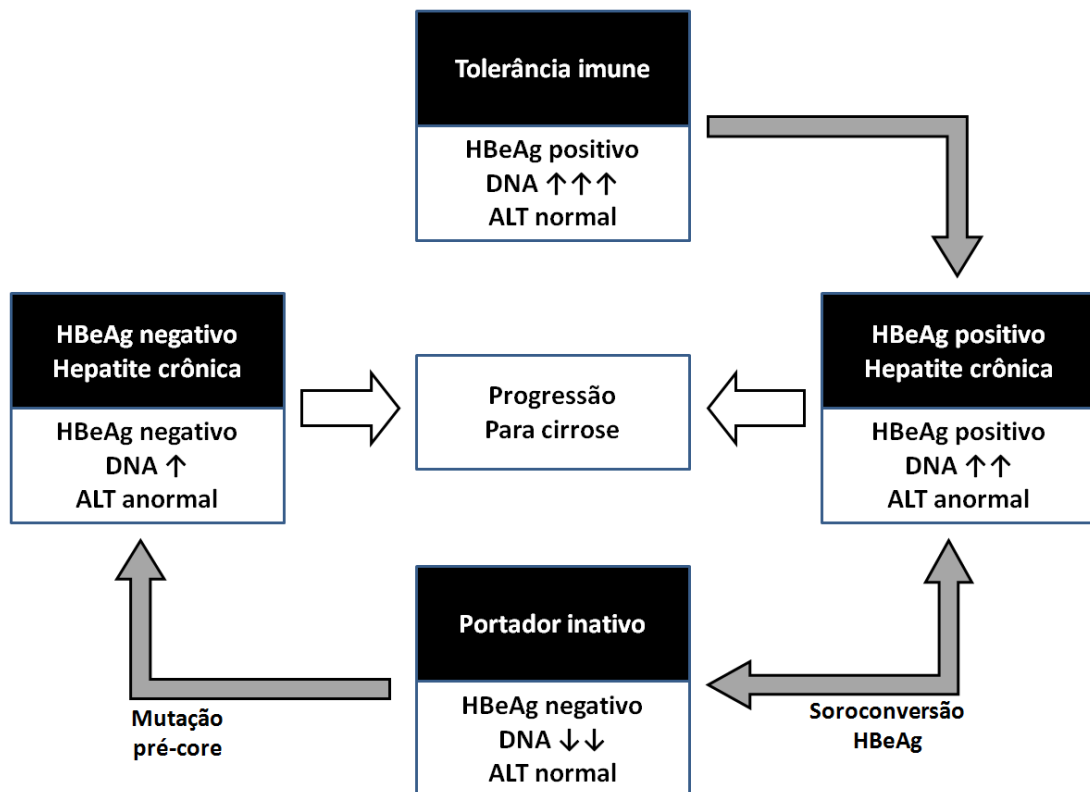 Tolerância imune
HBeAg positivo
DNA ↑↑↑
ALT normal
HBeAg negativo
Hepatite crônica
HBeAg negativo
DNA ↑
ALT anormal
Progressão
Para cirrose
HBeAg positivo
Hepatite crônica
HBeAg positivo
DNA ↑↑
ALT anormal
Mutação
pré-core
Portador inativo
HBeAg negativo
DNA ↓↓
ALT normal
Soroconversão
HBeAg